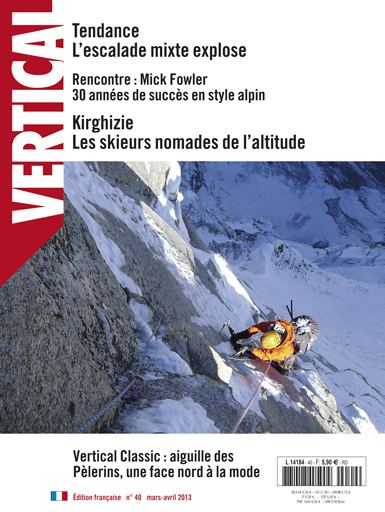 VERTICAL
Tendance
L'escalade mixte explose
Rencontre : Mick Fowler
30 années de succès en style alpin
Kirghizie
Les skieurs nomades de l'altitude
Vertical Classic : aiguille des
Pèlerins, une face nord à la mode
Édition française n° 40 mars-avril 2013
L 14184 - 40 - F: 5,90 € - RD